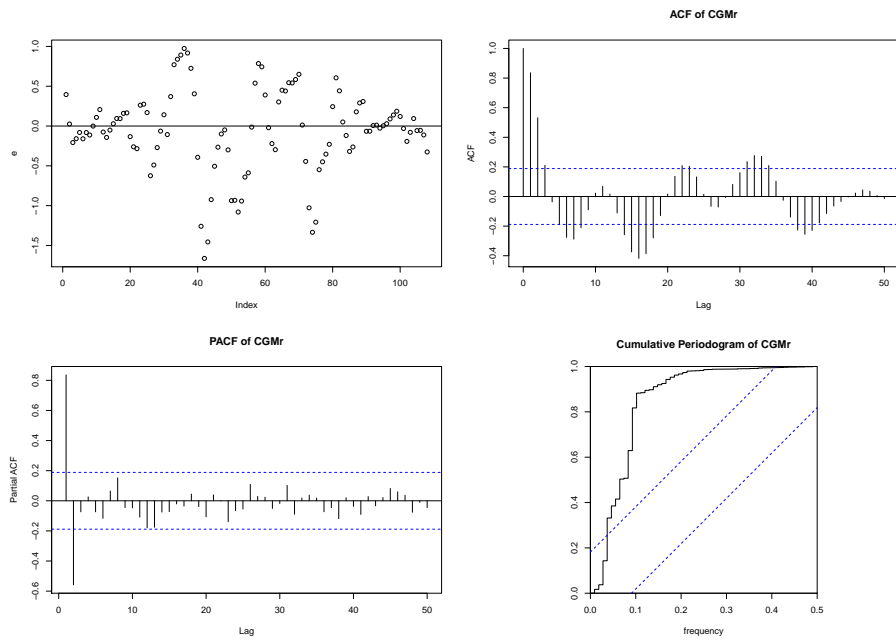 e
1.0
0.5
0.0
−0.5
−1.0
−1.5
0 20 40 60 80 100
Index
ACF of CGMr
ACF
1.0
0.8
0.6
0.4
0.2
0.0
−0.2
−0.4
0 10 20 30 40 50
Lag
PACF of CGMr
Partial ACF
0.8
0.6
0.4
0.2
0.0
−0.2
−0.4
−0.6
0 10 20 30 40 50
Lag
Cumulative Periodogram of CGMr
1.0
0.8
0.6
0.4
0.2
0.0
0.0 0.1 0.2 0.3 0.4 0.5
frequency